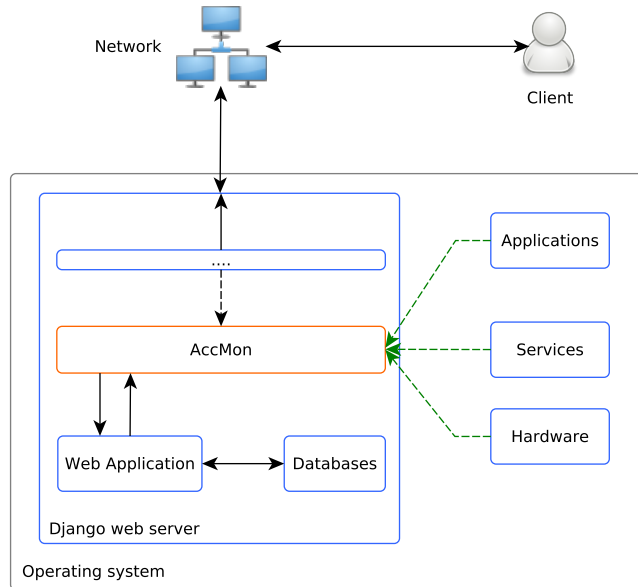 Network
Client
....
Applications
AccMon
Services
Web Application
Databases
Hardware
Django web server
Operating system